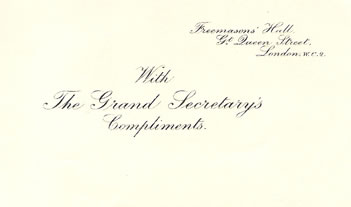 Freemasons' Hall,
Gt. Queen Street,
London, W.C.2.
With
The Grand Secretary's
Compliments.